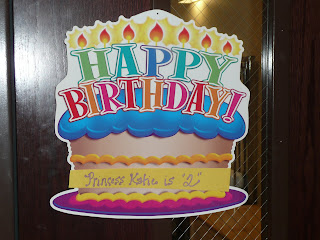 HAPPY
BIRTHDAY!
Princess Katie is '2'